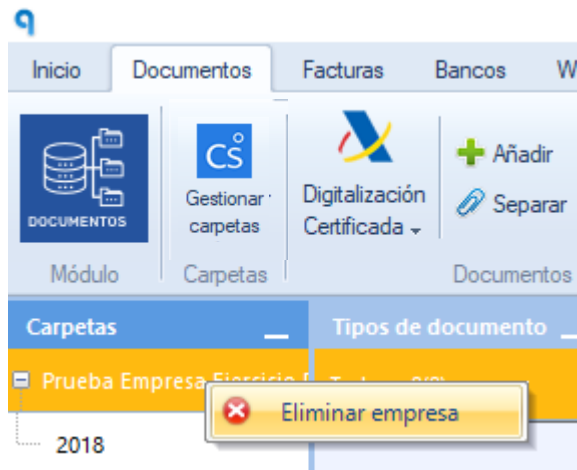 Inicio Documentos Facturas Bancos W
DOCUMENTOS
CS
Gestionar
carpetas
Digitalización
Certificada
Añadir
Separar
Módulo Carpetas Documentos
Carpetas Tipos de documento
Prueba Empresa Ejercicio
Eliminar empresa
2018